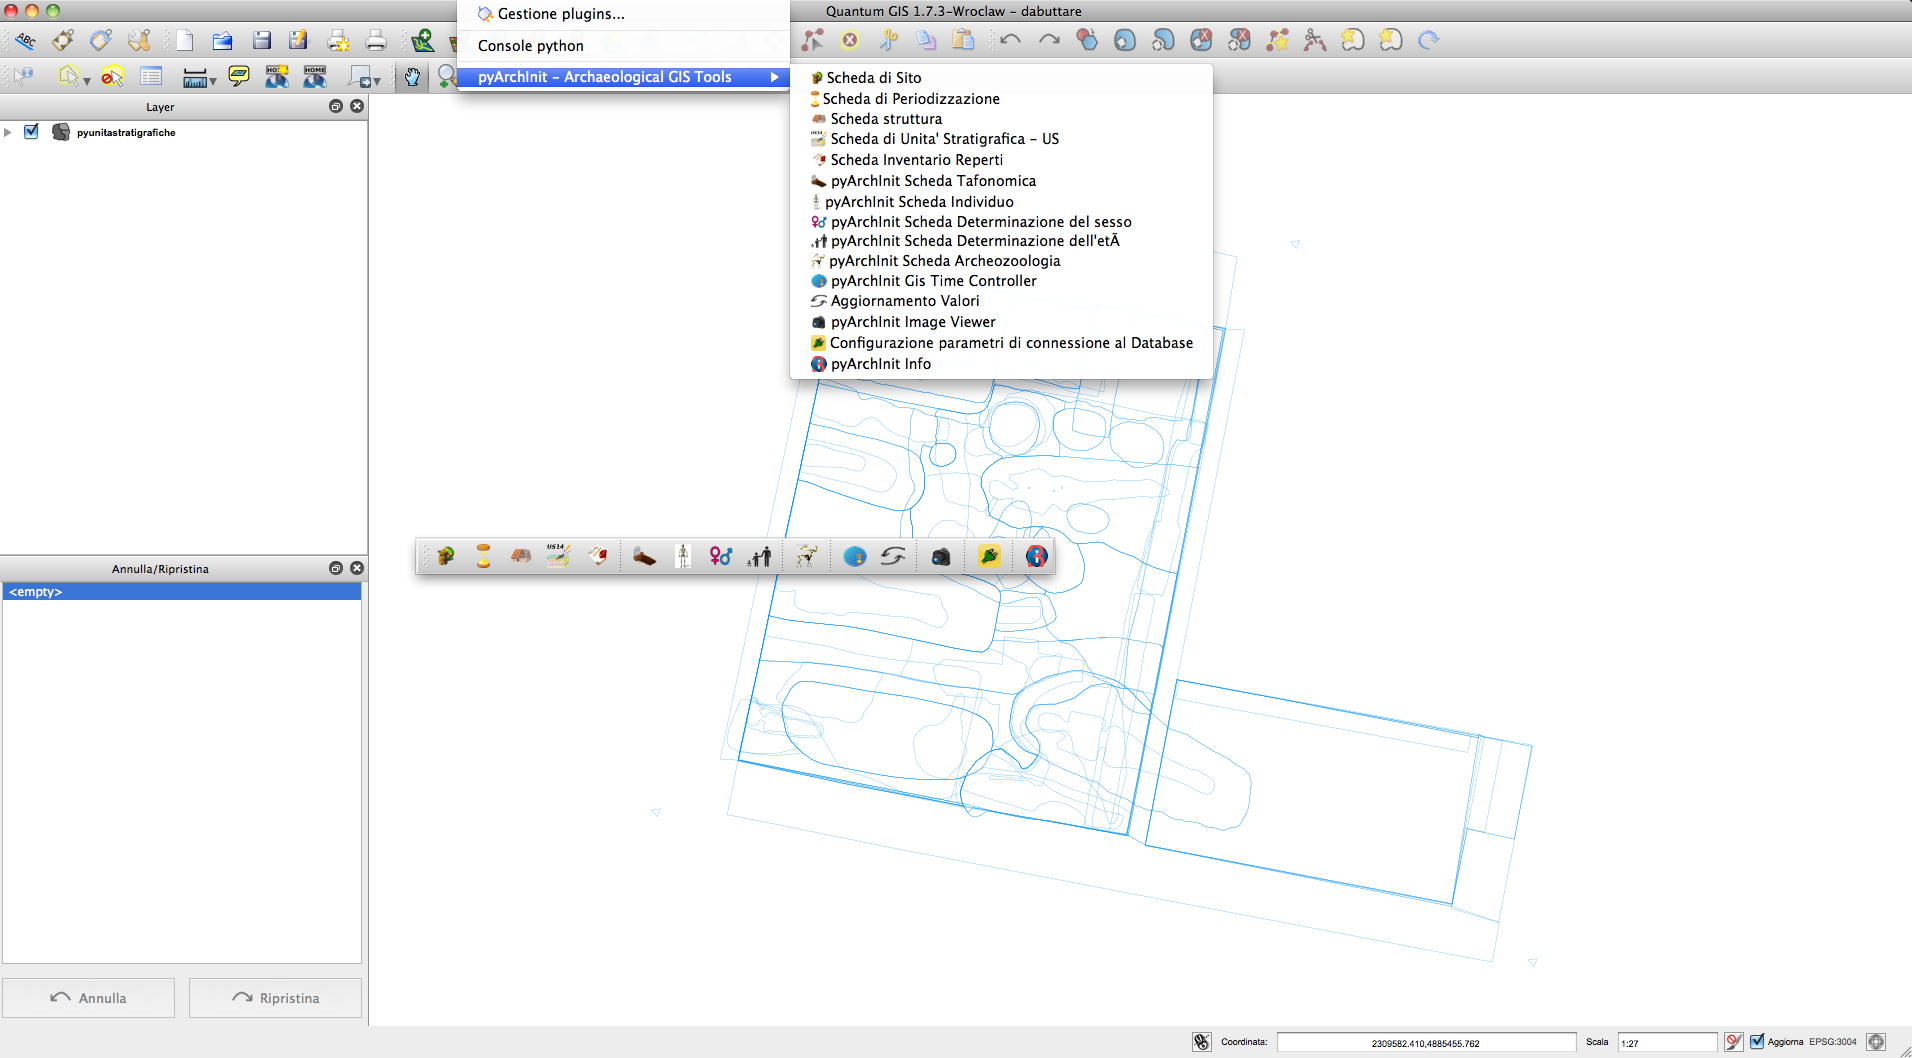 Quantum GIS 1.7.3-Wroclaw - dabuttare
Gestione plugins...
Console python
pyArchInit - Archaeological GIS Tools
ABC
HOME
Scheda di Sito
Scheda di Periodizzazione
Scheda struttura
Scheda di Unita' Stratigrafica - US
Scheda Inventario Reperti
pyArchInit Scheda Tafonomica
pyArchInit Scheda Individuo
pyArchInit Scheda Determinazione del sesso
pyArchInit Scheda Determinazione dell'etÃ
pyArchInit Scheda Archeozoologia
pyArchInit Gis Time Controller
Aggiornamento Valori
pyArchInit Image Viewer
Configurazione parametri di connessione al Database
pyArchInit Info
Layer
pyunitastratigrafiche
US14
Annulla/Ripristina
<empty>
Annulla
Ripristina
Coordinata:
2309582.410,4885455.762
Scala
1:27
Aggiorna
EPSG:3004